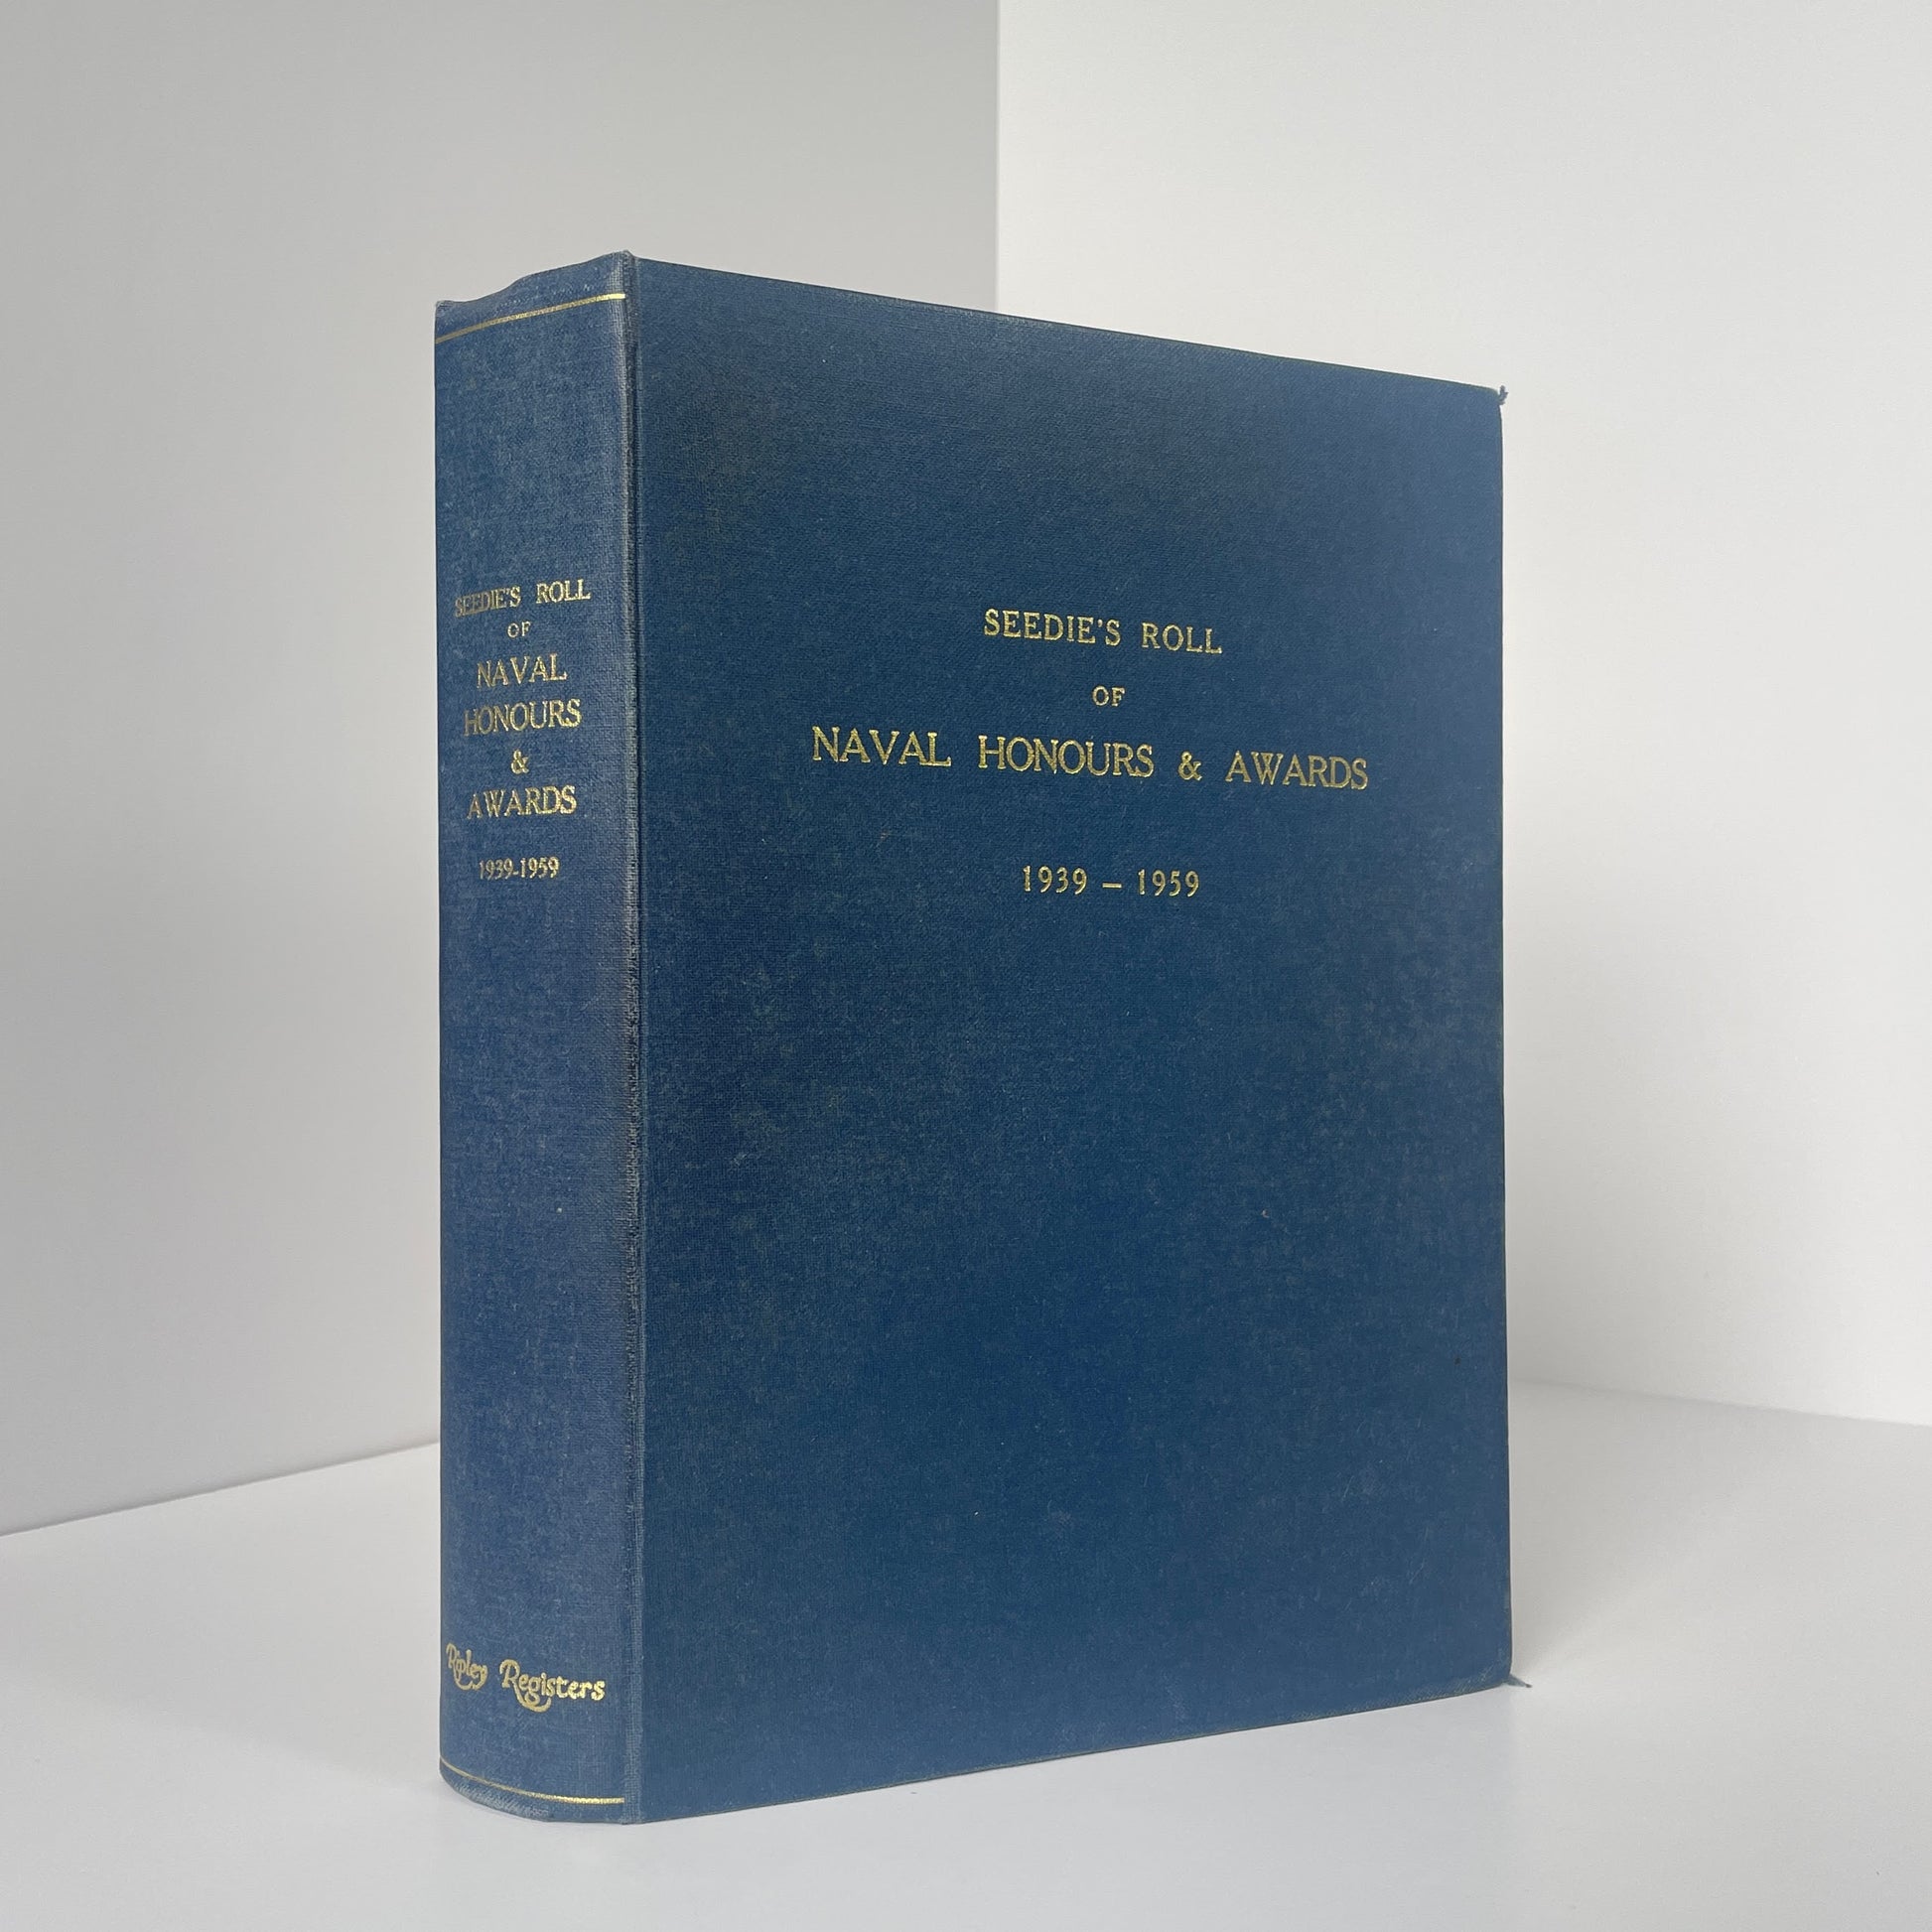 SEEDIE'S ROLL
OF
NAVAL
HONOURS
&
AWARDS
1939-1959
Ripley Registers
SEEDIE'S ROLL
OF
NAVAL HONOURS & AWARDS
1939 – 1959